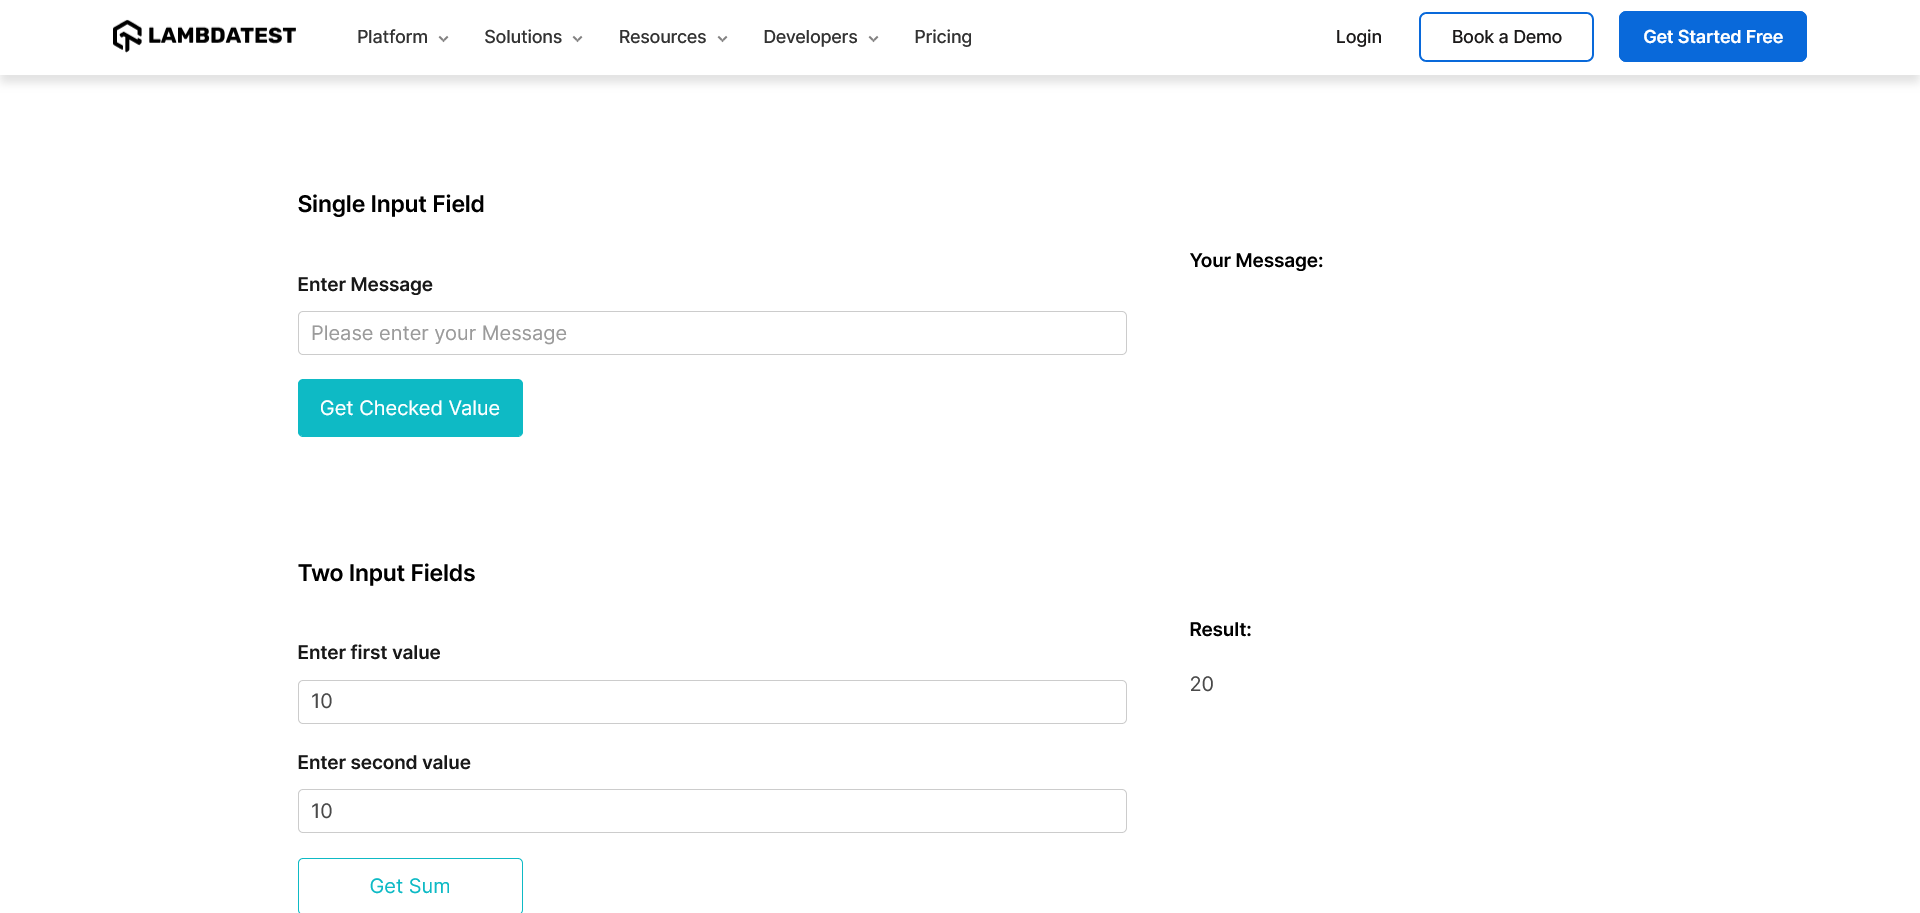 LAMBDATEST
Platform
Solutions
Resources
Developers
Pricing
Login
Book a Demo
Get Started Free
Single Input Field
Your Message:
Enter Message
Please enter your Message
Get Checked Value
Two Input Fields
Result:
Enter first value
20
10
Enter second value
10
Get Sum